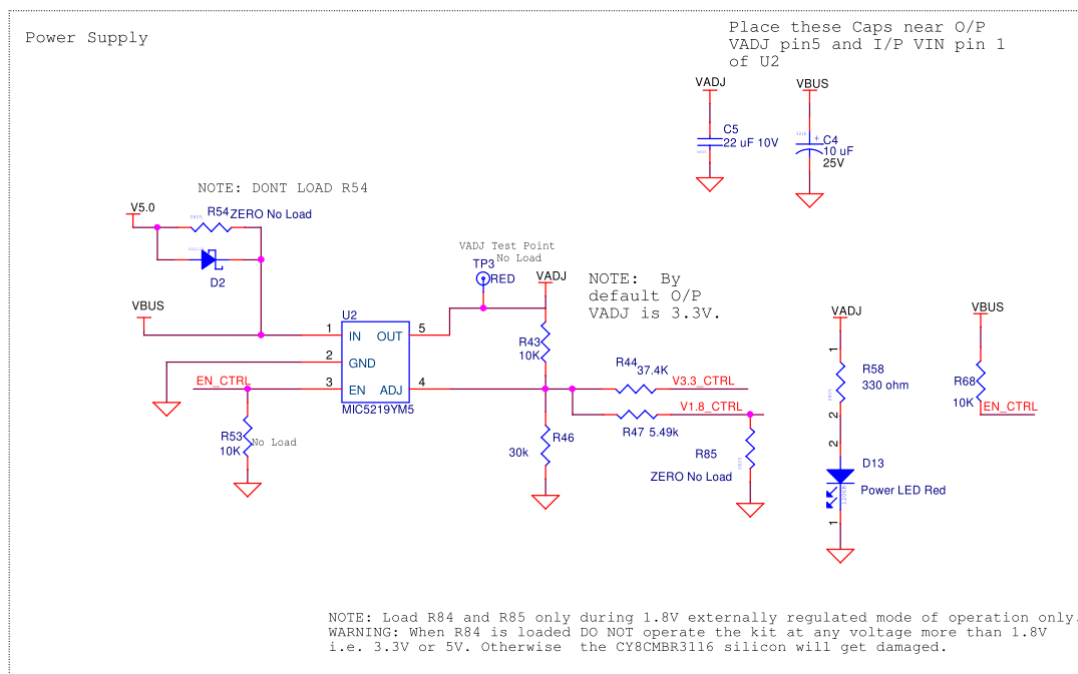 Power Supply
Place these Caps near O/P
VADJ pin5 and I/P VIN pin 1
of U2
VADJ
C5
22 uF 10V
VBUS
+
C4
10 uF
25V
NOTE: DONT LOAD R54
V5.0
R54
ZERO No Load
D2
VBUS
VADJ Test Point
No Load
TP3
RED
VADJ
NOTE: By
default O/P
VADJ is 3.3V.
U2
1 IN OUT 5
2 GND
EN_CTRL 3 EN ADJ 4
MIC5219YM5
R53
10K
No Load
R43
10K
R44
37.4K
V3.3_CTRL
V1.8_CTRL
R47 5.49k
R46
30k
R85
ZERO No Load
VADJ
1
R58
330 ohm
2
2
D13
Power LED Red
1
VBUS
R68
10K
EN_CTRL
NOTE: Load R84 and R85 only during 1.8V externally regulated mode of operation only.
WARNING: When R84 is loaded DO NOT operate the kit at any voltage more than 1.8V
i.e. 3.3V or 5V. Otherwise the CY8CMBR3116 silicon will get damaged.